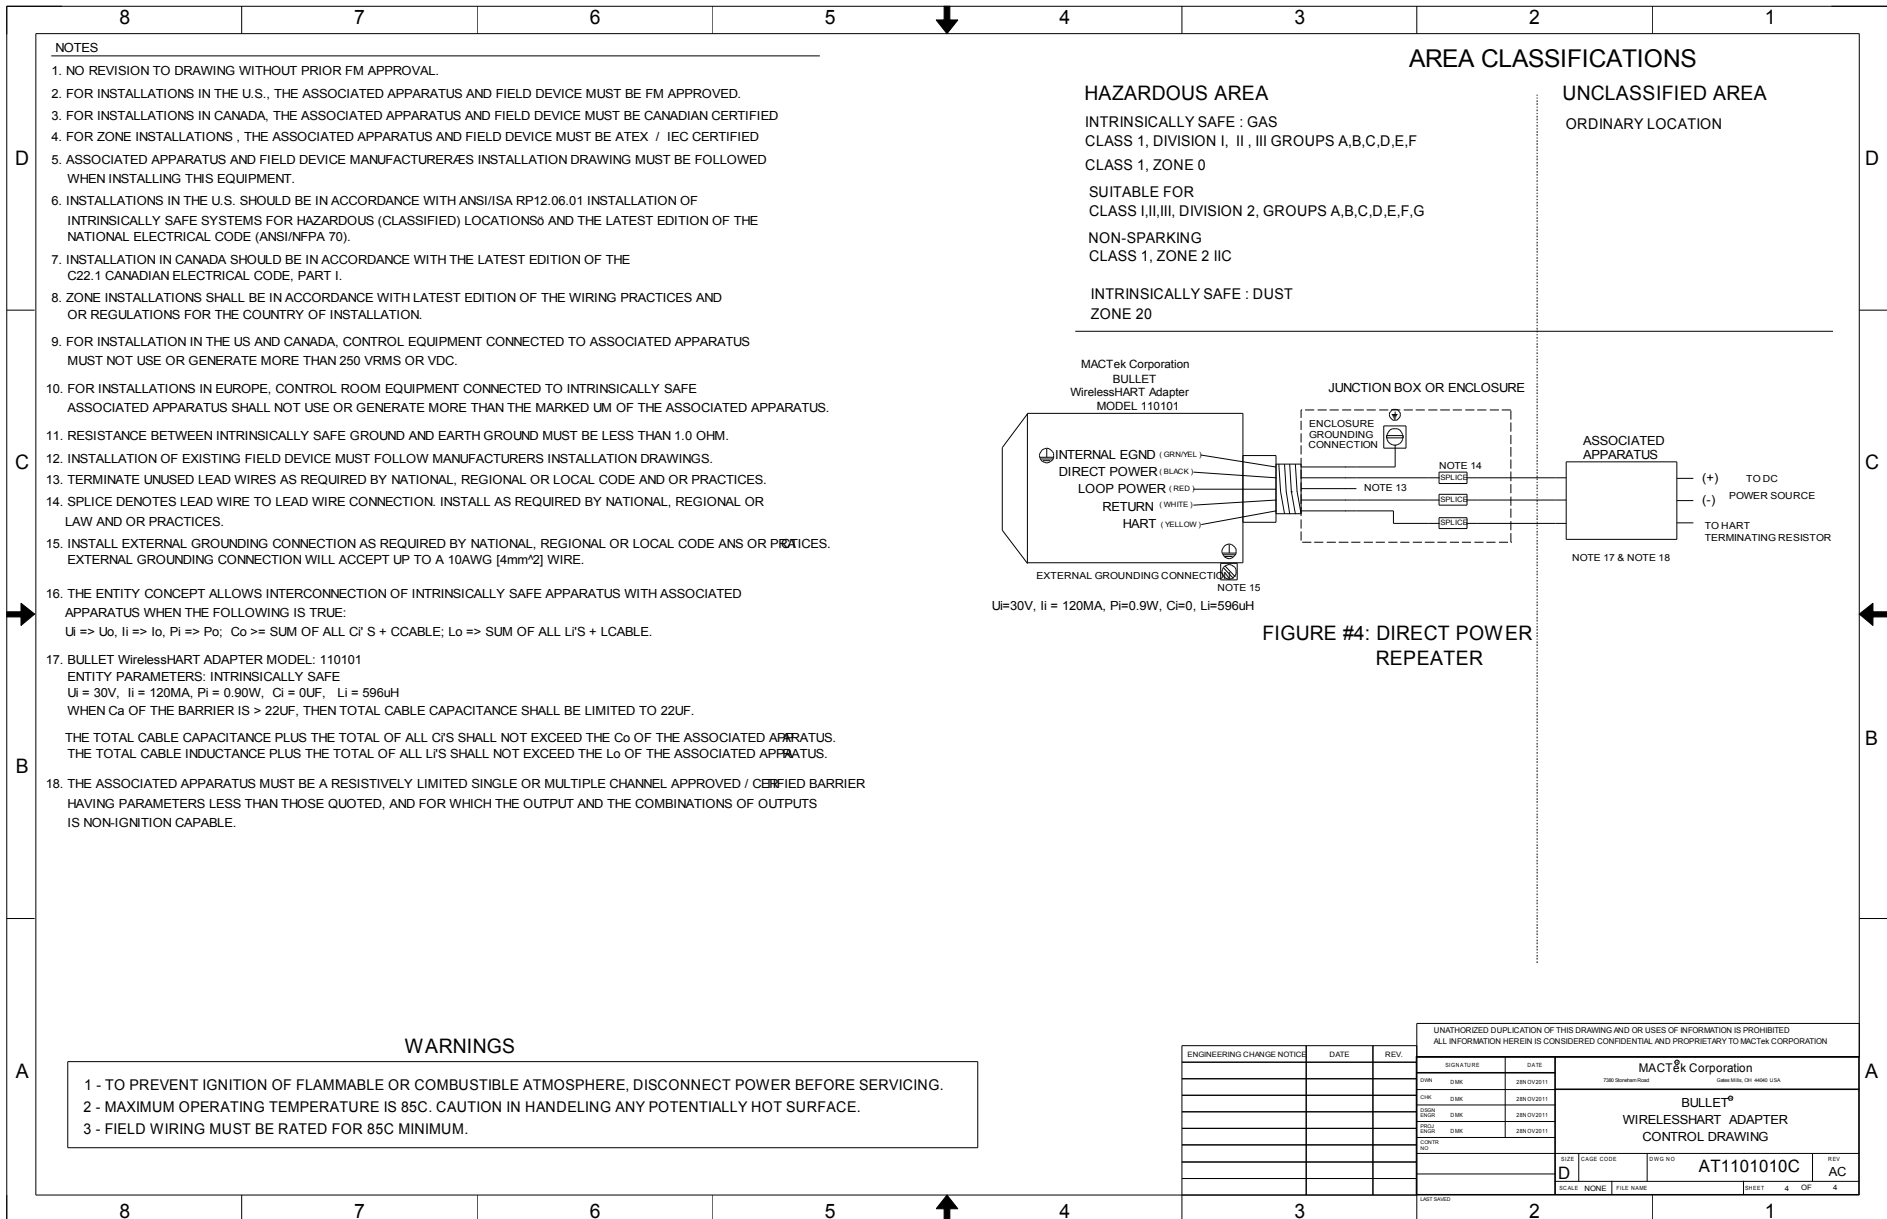 8 7 6 5 4 3 2 1
D
C
B
A
NOTES
1. NO REVISION TO DRAWING WITHOUT PRIOR FM APPROVAL.
2. FOR INSTALLATIONS IN THE U.S., THE ASSOCIATED APPARATUS AND FIELD DEVICE MUST BE FM APPROVED.
3. FOR INSTALLATIONS IN CANADA, THE ASSOCIATED APPARATUS AND FIELD DEVICE MUST BE CANADIAN CERTIFIED
4. FOR ZONE INSTALLATIONS , THE ASSOCIATED APPARATUS AND FIELD DEVICE MUST BE ATEX / IEC CERTIFIED
5. ASSOCIATED APPARATUS AND FIELD DEVICE MANUFACTURERÆS INSTALLATION DRAWING MUST BE FOLLOWED
WHEN INSTALLING THIS EQUIPMENT.
6. INSTALLATIONS IN THE U.S. SHOULD BE IN ACCORDANCE WITH ANSI/ISA RP12.06.01 INSTALLATION OF
INTRINSICALLY SAFE SYSTEMS FOR HAZARDOUS (CLASSIFIED) LOCATIONSö AND THE LATEST EDITION OF THE
NATIONAL ELECTRICAL CODE (ANSI/NFPA 70).
7. INSTALLATION IN CANADA SHOULD BE IN ACCORDANCE WITH THE LATEST EDITION OF THE
C22.1 CANADIAN ELECTRICAL CODE, PART I.
8. ZONE INSTALLATIONS SHALL BE IN ACCORDANCE WITH LATEST EDITION OF THE WIRING PRACTICES AND
OR REGULATIONS FOR THE COUNTRY OF INSTALLATION.
9. FOR INSTALLATION IN THE US AND CANADA, CONTROL EQUIPMENT CONNECTED TO ASSOCIATED APPARATUS
MUST NOT USE OR GENERATE MORE THAN 250 VRMS OR VDC.
10. FOR INSTALLATIONS IN EUROPE, CONTROL ROOM EQUIPMENT CONNECTED TO INTRINSICALLY SAFE
ASSOCIATED APPARATUS SHALL NOT USE OR GENERATE MORE THAN THE MARKED UM OF THE ASSOCIATED APPARATUS.
11. RESISTANCE BETWEEN INTRINSICALLY SAFE GROUND AND EARTH GROUND MUST BE LESS THAN 1.0 OHM.
12. INSTALLATION OF EXISTING FIELD DEVICE MUST FOLLOW MANUFACTURERS INSTALLATION DRAWINGS.
13. TERMINATE UNUSED LEAD WIRES AS REQUIRED BY NATIONAL, REGIONAL OR LOCAL CODE AND OR PRACTICES.
14. SPLICE DENOTES LEAD WIRE TO LEAD WIRE CONNECTION. INSTALL AS REQUIRED BY NATIONAL, REGIONAL OR
LAW AND OR PRACTICES.
15. INSTALL EXTERNAL GROUNDING CONNECTION AS REQUIRED BY NATIONAL, REGIONAL OR LOCAL CODE ANS OR PRACTICES.
EXTERNAL GROUNDING CONNECTION WILL ACCEPT UP TO A 10AWG [4mm^2] WIRE.
16. THE ENTITY CONCEPT ALLOWS INTERCONNECTION OF INTRINSICALLY SAFE APPARATUS WITH ASSOCIATED
APPARATUS WHEN THE FOLLOWING IS TRUE:
Ui => Uo, Ii => Io, Pi => Po; Co >= SUM OF ALL Ci' S + CCABLE; Lo => SUM OF ALL Li'S + LCABLE.
17. BULLET WirelessHART ADAPTER MODEL: 110101
ENTITY PARAMETERS: INTRINSICALLY SAFE
Ui = 30V, Ii = 120MA, Pi = 0.90W, Ci = 0UF, Li = 596uH
WHEN Ca OF THE BARRIER IS > 22UF, THEN TOTAL CABLE CAPACITANCE SHALL BE LIMITED TO 22UF.
THE TOTAL CABLE CAPACITANCE PLUS THE TOTAL OF ALL Ci'S SHALL NOT EXCEED THE Co OF THE ASSOCIATED APPARATUS.
THE TOTAL CABLE INDUCTANCE PLUS THE TOTAL OF ALL Li'S SHALL NOT EXCEED THE Lo OF THE ASSOCIATED APPARATUS.
18. THE ASSOCIATED APPARATUS MUST BE A RESISTIVELY LIMITED SINGLE OR MULTIPLE CHANNEL APPROVED / CERTIFIED BARRIER
HAVING PARAMETERS LESS THAN THOSE QUOTED, AND FOR WHICH THE OUTPUT AND THE COMBINATIONS OF OUTPUTS
IS NON-IGNITION CAPABLE.
AREA CLASSIFICATIONS
HAZARDOUS AREA
INTRINSICALLY SAFE : GAS
CLASS 1, DIVISION I, II , III GROUPS A,B,C,D,E,F
CLASS 1, ZONE 0
SUITABLE FOR
CLASS I,II,III, DIVISION 2, GROUPS A,B,C,D,E,F,G
NON-SPARKING
CLASS 1, ZONE 2 IIC
INTRINSICALLY SAFE : DUST
ZONE 20
UNCLASSIFIED AREA
ORDINARY LOCATION
MACTek Corporation
BULLET
WirelessHART Adapter
MODEL 110101
INTERNAL EGND ( GRN/YEL )
DIRECT POWER ( BLACK )
LOOP POWER ( RED )
RETURN ( WHITE )
HART ( YELLOW )
EXTERNAL GROUNDING CONNECTION
NOTE 15
Ui=30V, Ii = 120MA, Pi=0.9W, Ci=0, Li=596uH
JUNCTION BOX OR ENCLOSURE
ENCLOSURE
GROUNDING
CONNECTION
NOTE 13
NOTE 14
SPLICE
SPLICE
SPLICE
ASSOCIATED
APPARATUS
(+)
(-)
TO DC
POWER SOURCE
TO HART
TERMINATING RESISTOR
NOTE 17 & NOTE 18
FIGURE #4: DIRECT POWER
REPEATER
WARNINGS
1 - TO PREVENT IGNITION OF FLAMMABLE OR COMBUSTIBLE ATMOSPHERE, DISCONNECT POWER BEFORE SERVICING.
2 - MAXIMUM OPERATING TEMPERATURE IS 85C. CAUTION IN HANDELING ANY POTENTIALLY HOT SURFACE.
3 - FIELD WIRING MUST BE RATED FOR 85C MINIMUM.
ENGINEERING CHANGE NOTICE DATE REV.
UNATHORIZED DUPLICATION OF THIS DRAWING AND OR USES OF INFORMATION IS PROHIBITED
ALL INFORMATION HEREIN IS CONSIDERED CONFIDENTIAL AND PROPRIETARY TO MACTek CORPORATION
SIGNATURE DATE
DWN DMK 28NOV2011
CHK DMK 28NOV2011
DSGN ENGR DMK 28NOV2011
PROJ ENGR DMK 28NOV2011
CONTR NO
LAST SAVED
MACTek Corporation
7380 Stoneham Road Gates Mills, OH 44040 USA
BULLET
WIRELESSHART ADAPTER
CONTROL DRAWING
SIZE D CAGE CODE DWG NO AT1101010C REV AC
SCALE NONE FILE NAME SHEET 4 OF 4
D
C
B
A
8 7 6 5 4 3 2 1